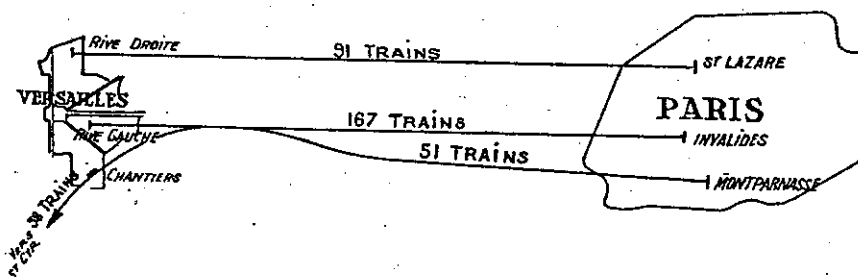 RIVE DROITE
91 TRAINS
ST LAZARE
VERSAILLES
PARIS
167 TRAINS
RIVE GAUCHE
INVALIDES
51 TRAINS
CHANTIERS
MONTPARNASSE
38 TRAINS
VERS
ST CYR